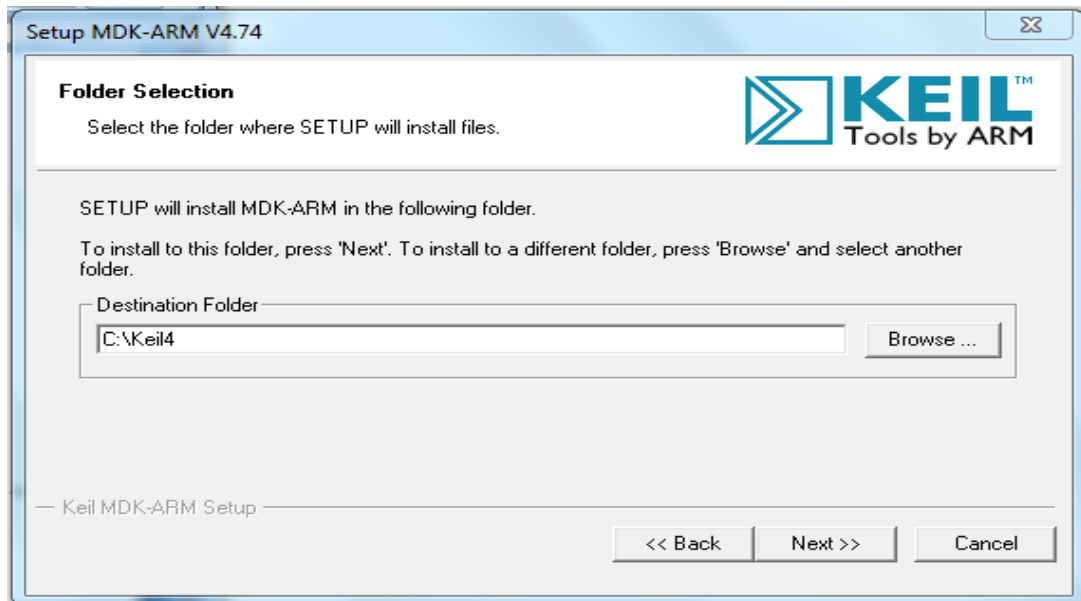 Setup MDK-ARM V4.74
Folder Selection
Select the folder where SETUP will install files.
KEIL™
Tools by ARM
SETUP will install MDK-ARM in the following folder.
To install to this folder, press 'Next'. To install to a different folder, press 'Browse' and select another
folder.
Destination Folder
C:\Keil4
Browse ...
Keil MDK-ARM Setup
<< Back
Next >>
Cancel